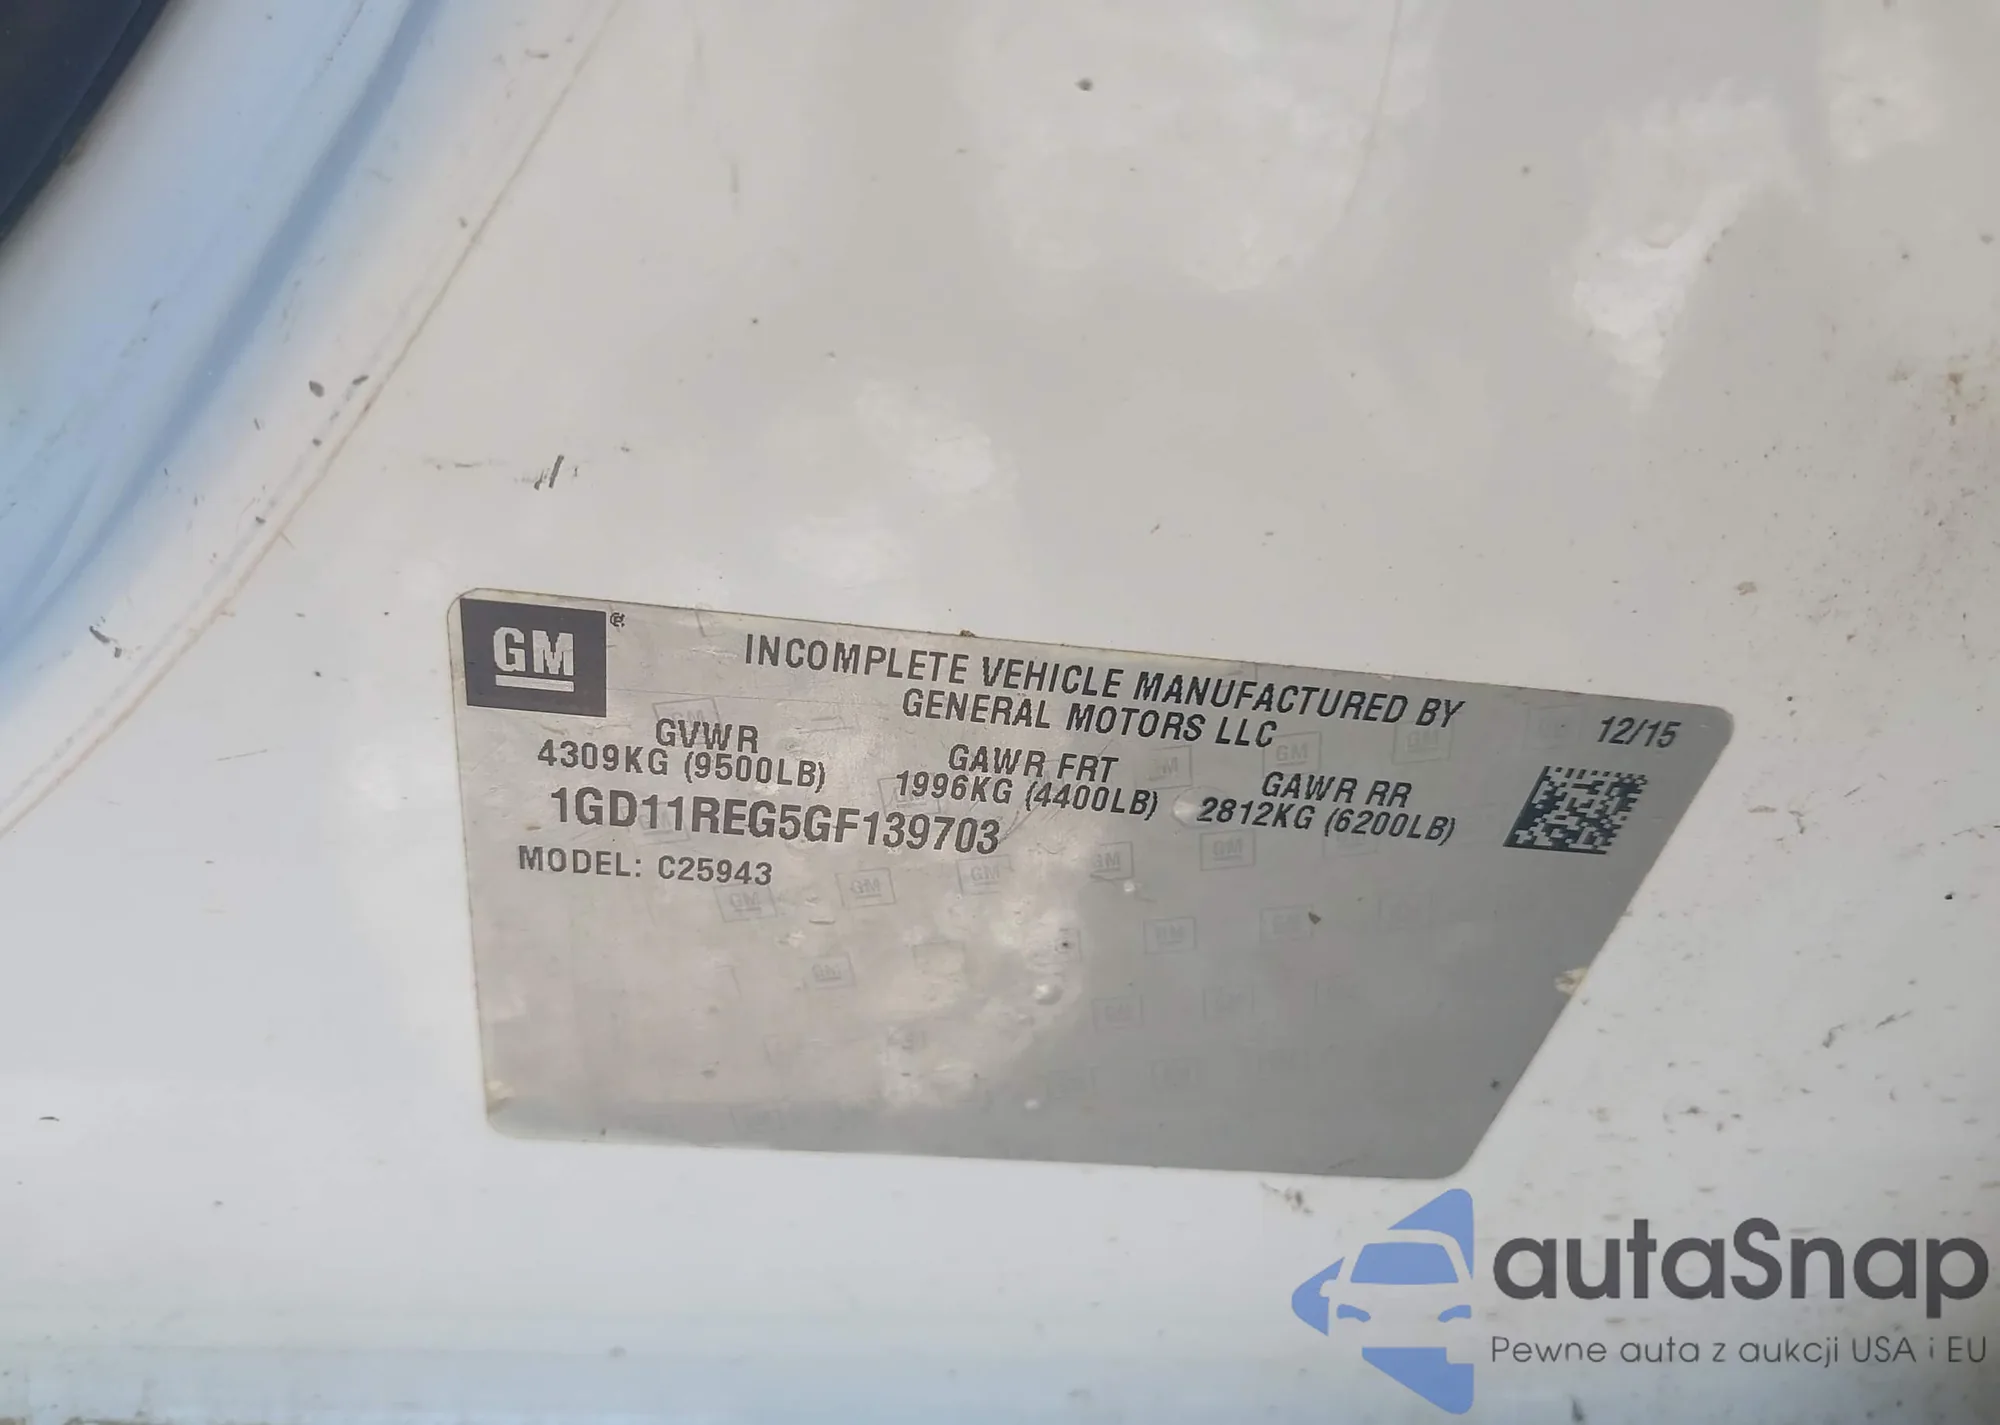 GM
INCOMPLETE VEHICLE MANUFACTURED BY
GENERAL MOTORS LLC
12/15
GVWR
4309KG (9500LB)
GAWR FRT
1996KG (4400LB)
GAWR RR
2812KG (6200LB)
1GD11REG5GF139703
MODEL: C25943
autaSnap
Pewne auta z aukcji USA i EU